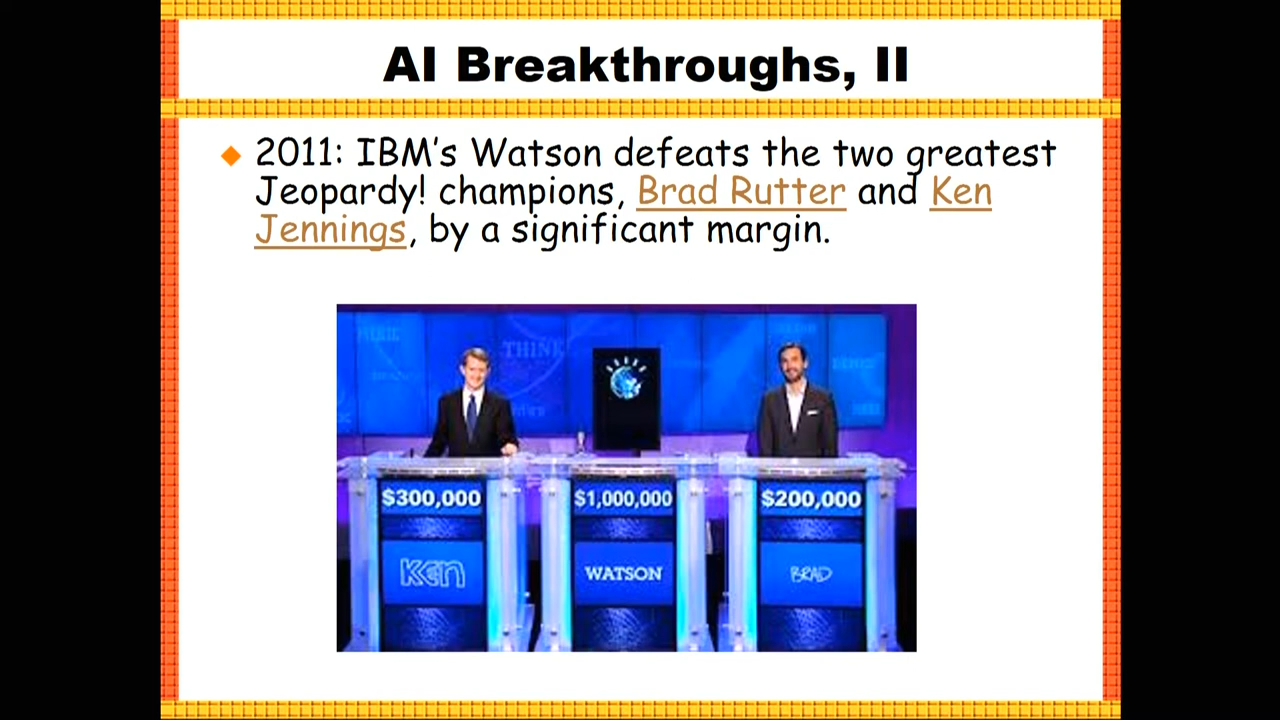 AI Breakthroughs, II
2011: IBM's Watson defeats the two greatest
Jeopardy! champions, Brad Rutter and Ken
Jennings, by a significant margin.
THINK
$300,000
$1,000,000
$200,000
Ken
WATSON
BRAD